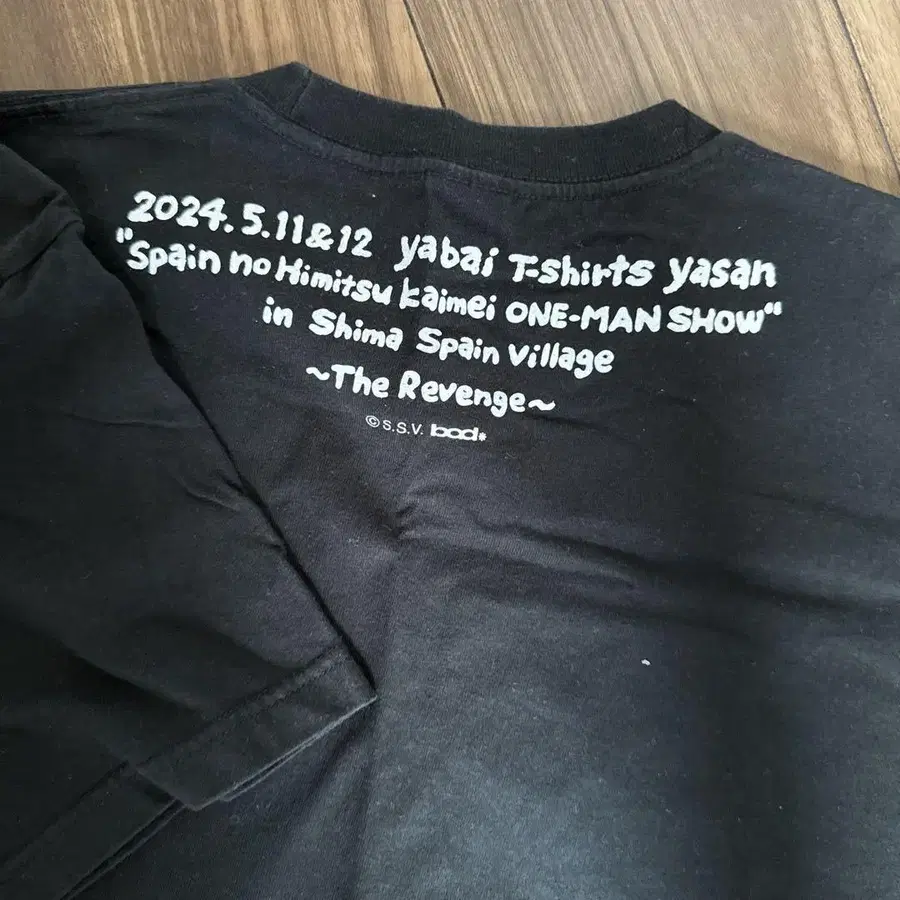 2024.5.11&12 yabai T-shirts yasan
"Spain no Himitsu kaimei ONE-MAN SHOW"
in Shima Spain village
~The Revenge~
©S.S.V. bad*